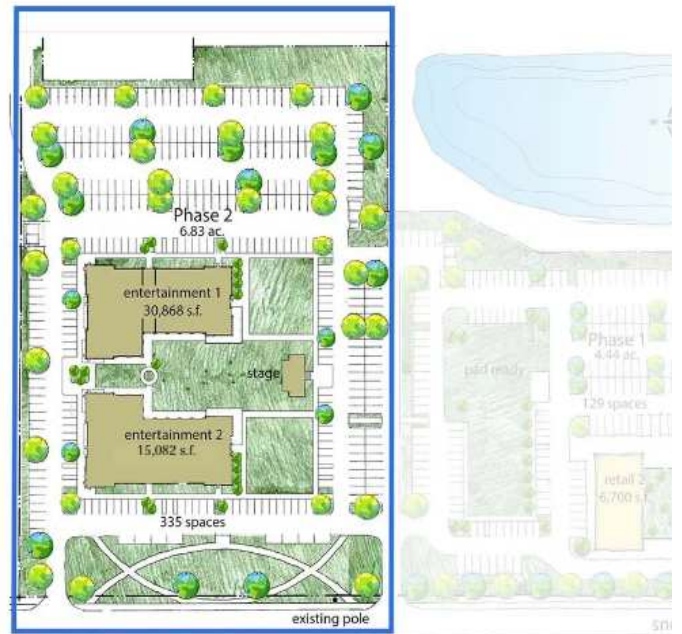 Phase 2
6.83 ac.
entertainment 1
30,868 s.f.
stage
entertainment 2
15,082 s.f.
335 spaces
existing pole
Phase 1
4.44 ac.
pad ready
129 spaces
retail 2
6,700 s.f.